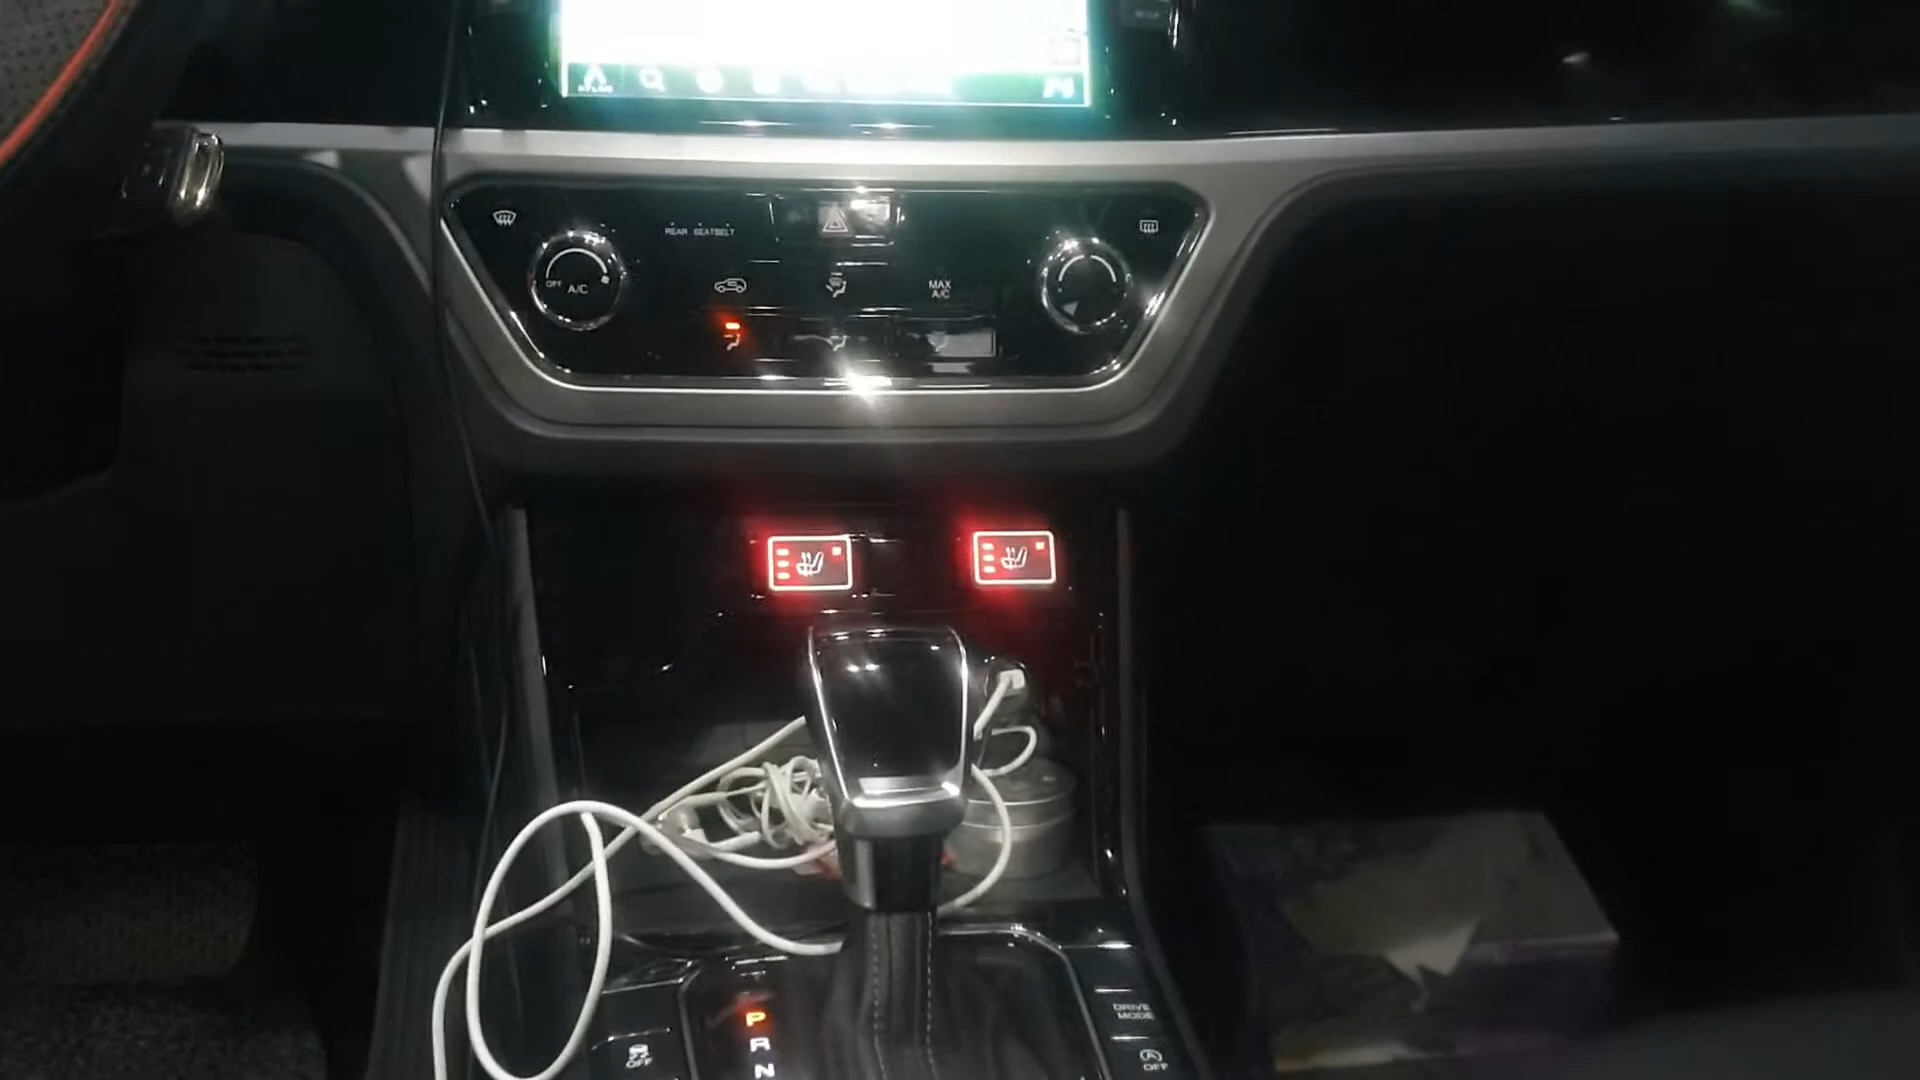 REAR SEATBELT
OFF
A/C
MAX
A/C
P
R
N
DRIVE
MODE
OFF
OFF